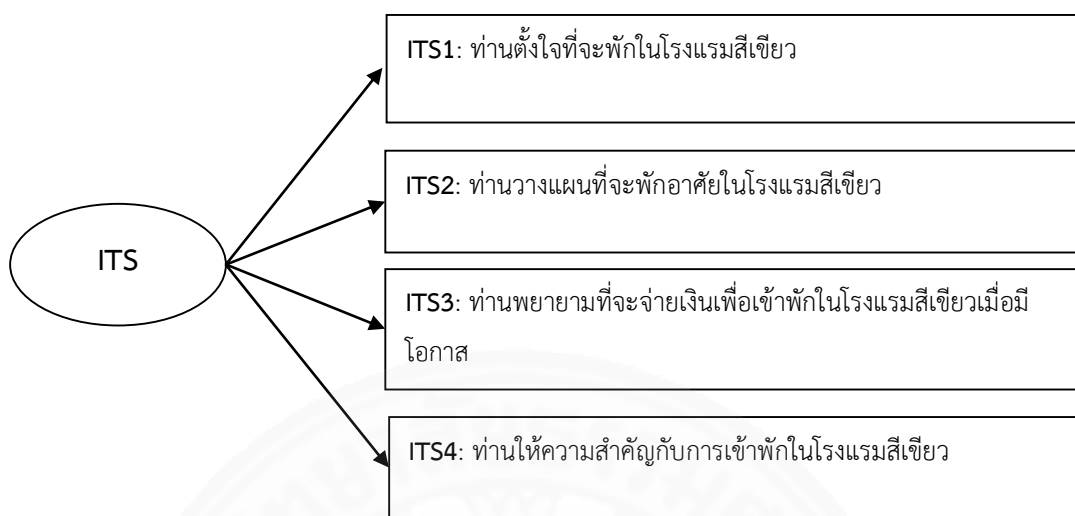 ITS1: ท่านตั้งใจที่จะพักในโรงแรมสีเขียว
ITS2: ท่านวางแผนที่จะพักอาศัยในโรงแรมสีเขียว
ITS
ITS3: ท่านพยายามที่จะจ่ายเงินเพื่อเข้าพักในโรงแรมสีเขียวเมื่อมี
โอกาส
ITS4: ท่านให้ความสำคัญกับการเข้าพักในโรงแรมสีเขียว